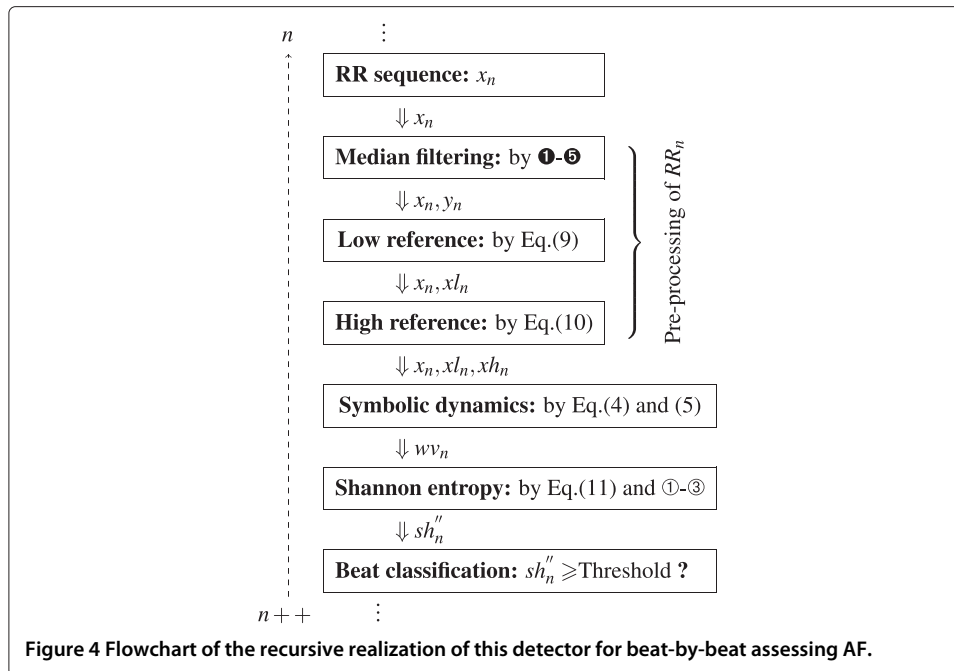 n ⋮
RR sequence: xₙ
⇓ xₙ
Median filtering: by ❶-❺
⇓ xₙ, yₙ
Low reference: by Eq.(9)
⇓ xₙ, xlₙ
High reference: by Eq.(10)
Pre-processing of RRₙ
⇓ xₙ, xlₙ, xhₙ
Symbolic dynamics: by Eq.(4) and (5)
⇓ wvₙ
Shannon entropy: by Eq.(11) and ①-③
⇓ sh″ₙ
Beat classification: sh″ₙ ⩾Threshold ?
n++ ⋮
Figure 4 Flowchart of the recursive realization of this detector for beat-by-beat assessing AF.